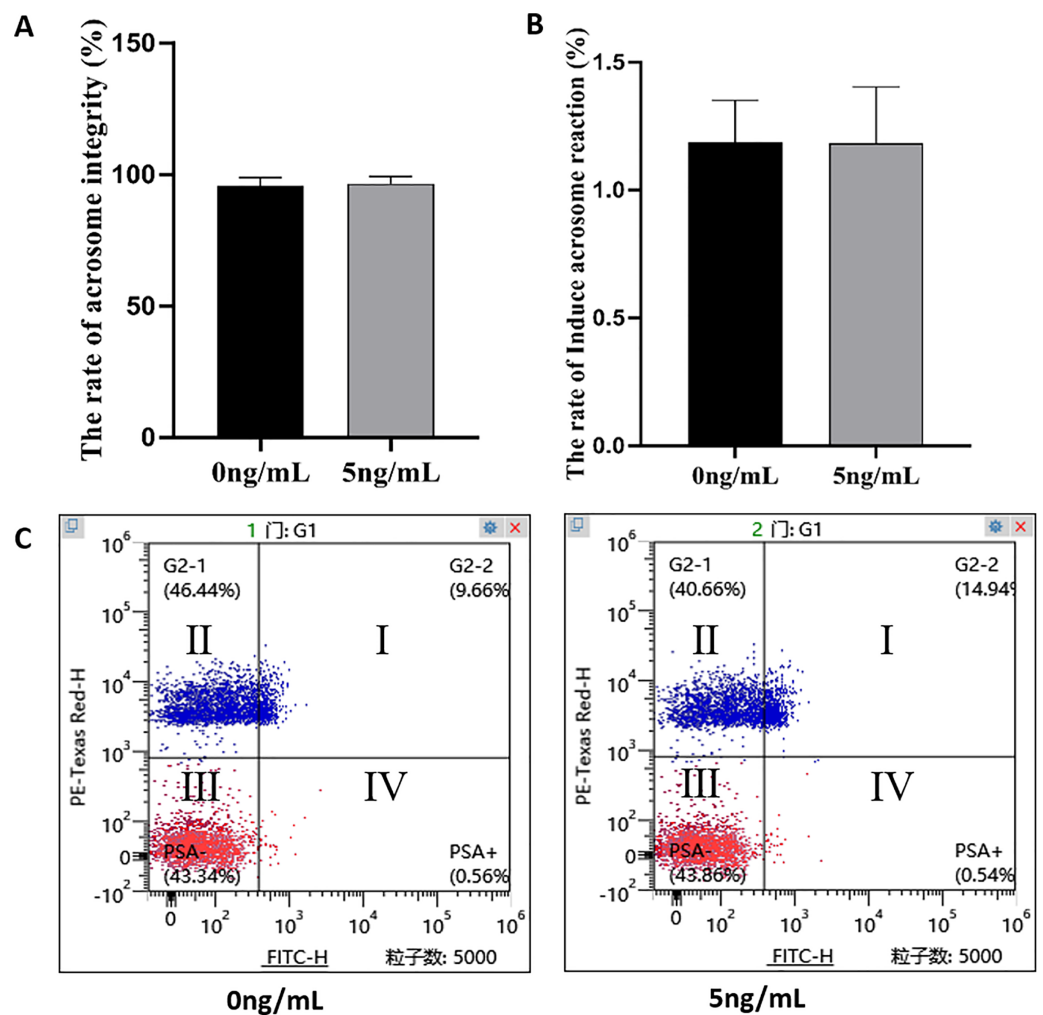 A
The rate of acrosome integrity (%)
150
100
50
0
0ng/mL
5ng/mL
B
The rate of Induce acrosome reaction (%)
1.5
1.0
0.5
0.0
0ng/mL
5ng/mL
C
1 门: G1
PE-Texas Red-H
10^6
10^5
10^4
10^3
10^2
0
-10^2
G2-1
(46.44%)
G2-2
(9.66%
II
I
III
IV
PSA-
(43.34%)
PSA+
(0.56%
0
10^2
10^3
10^4
10^5
10^6
FITC-H
粒子数: 5000
0ng/mL
2 门: G1
PE-Texas Red-H
10^6
10^5
10^4
10^3
10^2
0
-10^2
G2-1
(40.66%)
G2-2
(14.94%
II
I
III
IV
PSA-
(43.86%)
PSA+
(0.54%
0
10^2
10^3
10^4
10^5
10^6
FITC-H
粒子数: 5000
5ng/mL